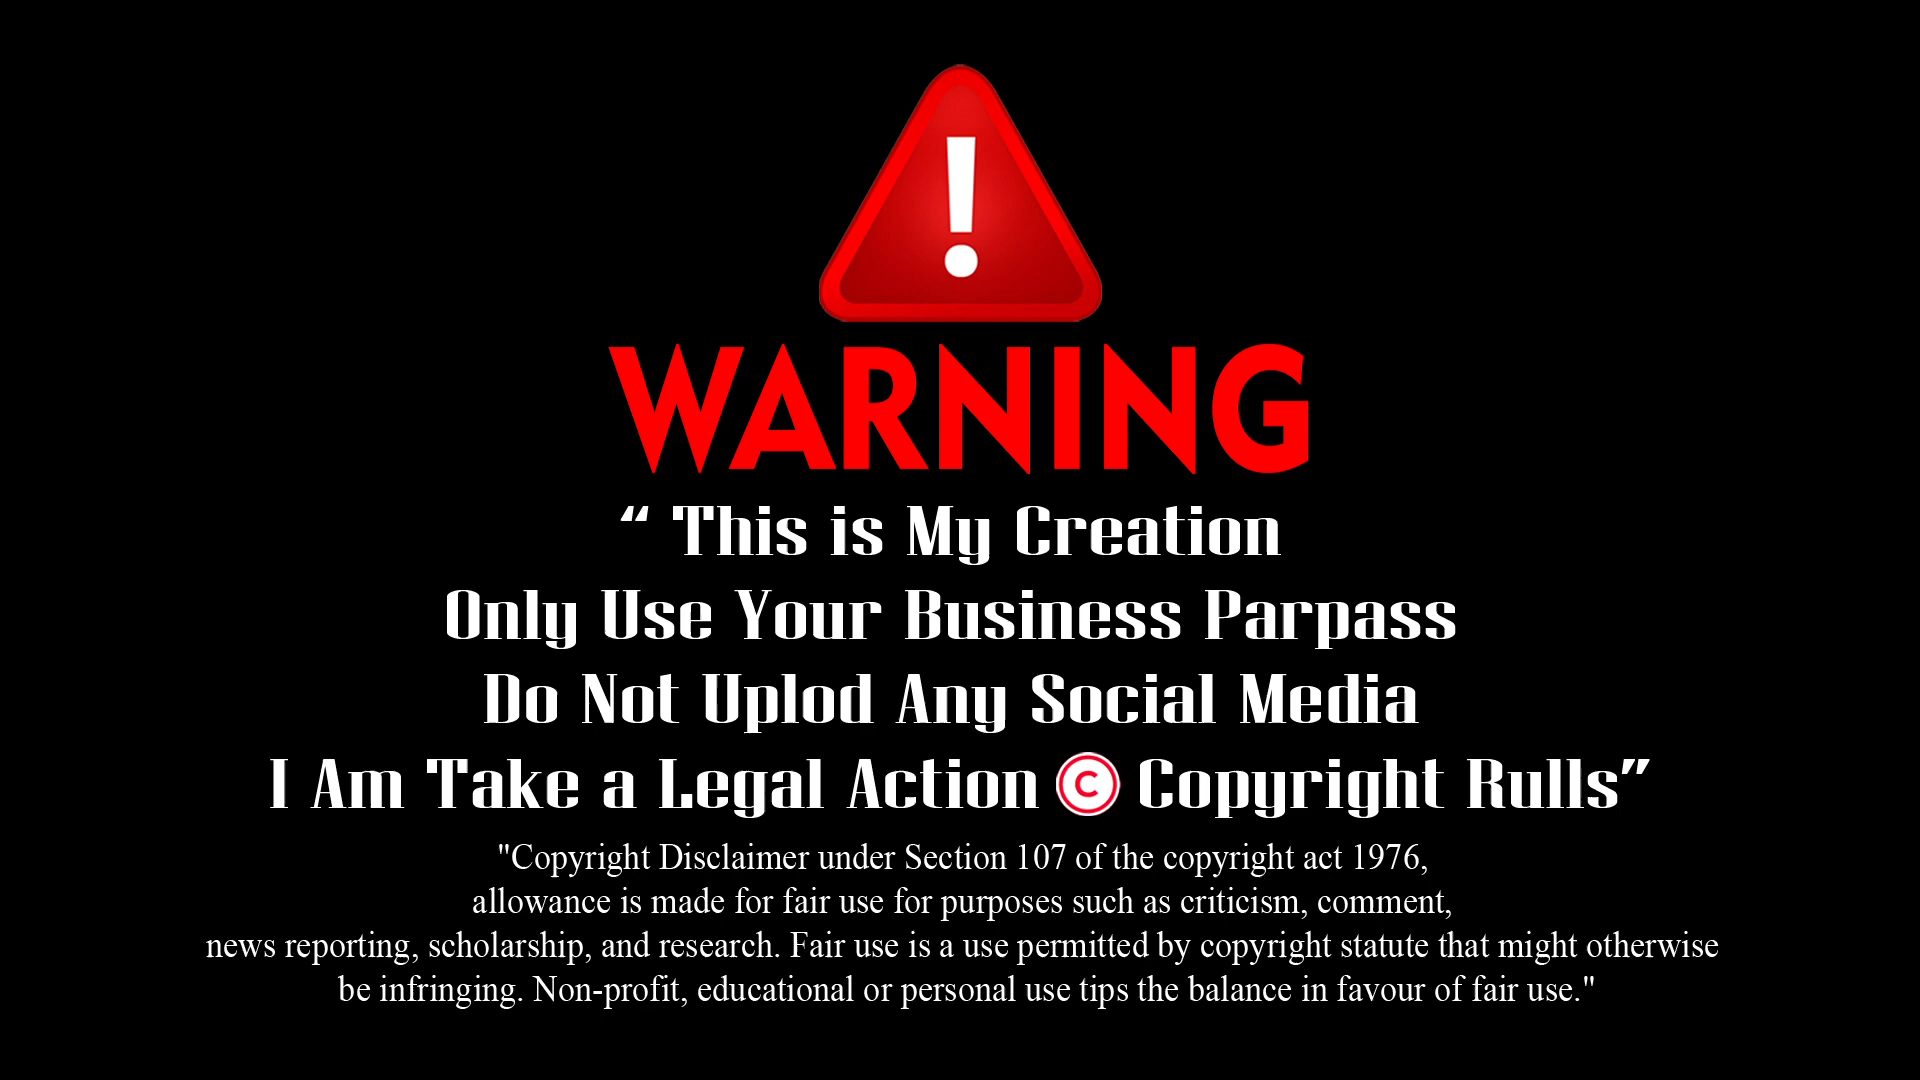 WARNING
“ This is My Creation
Only Use Your Business Parpass
Do Not Uplod Any Social Media
I Am Take a Legal Action © Copyright Rulls”
"Copyright Disclaimer under Section 107 of the copyright act 1976,
allowance is made for fair use for purposes such as criticism, comment,
news reporting, scholarship, and research. Fair use is a use permitted by copyright statute that might otherwise
be infringing. Non-profit, educational or personal use tips the balance in favour of fair use."